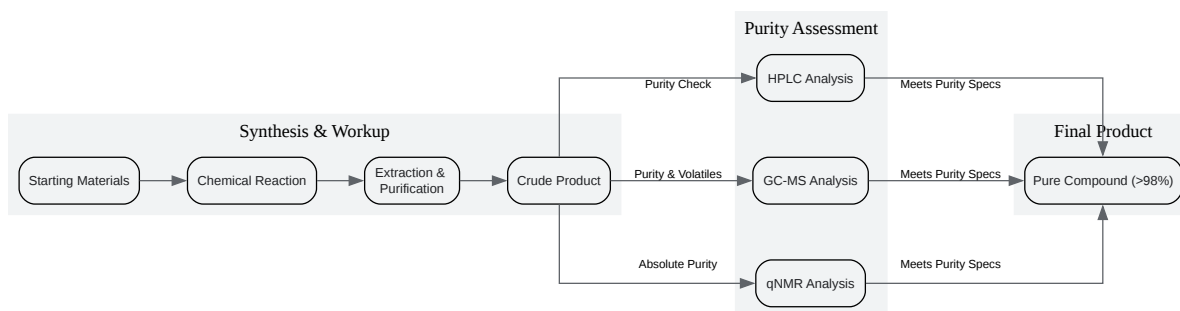 Purity Assessment
HPLC Analysis
Purity Check
Meets Purity Specs
Synthesis & Workup
Final Product
Starting Materials
Chemical Reaction
Extraction &
Purification
Crude Product
Purity & Volatiles
GC-MS Analysis
Meets Purity Specs
Pure Compound (>98%)
Absolute Purity
Meets Purity Specs
qNMR Analysis